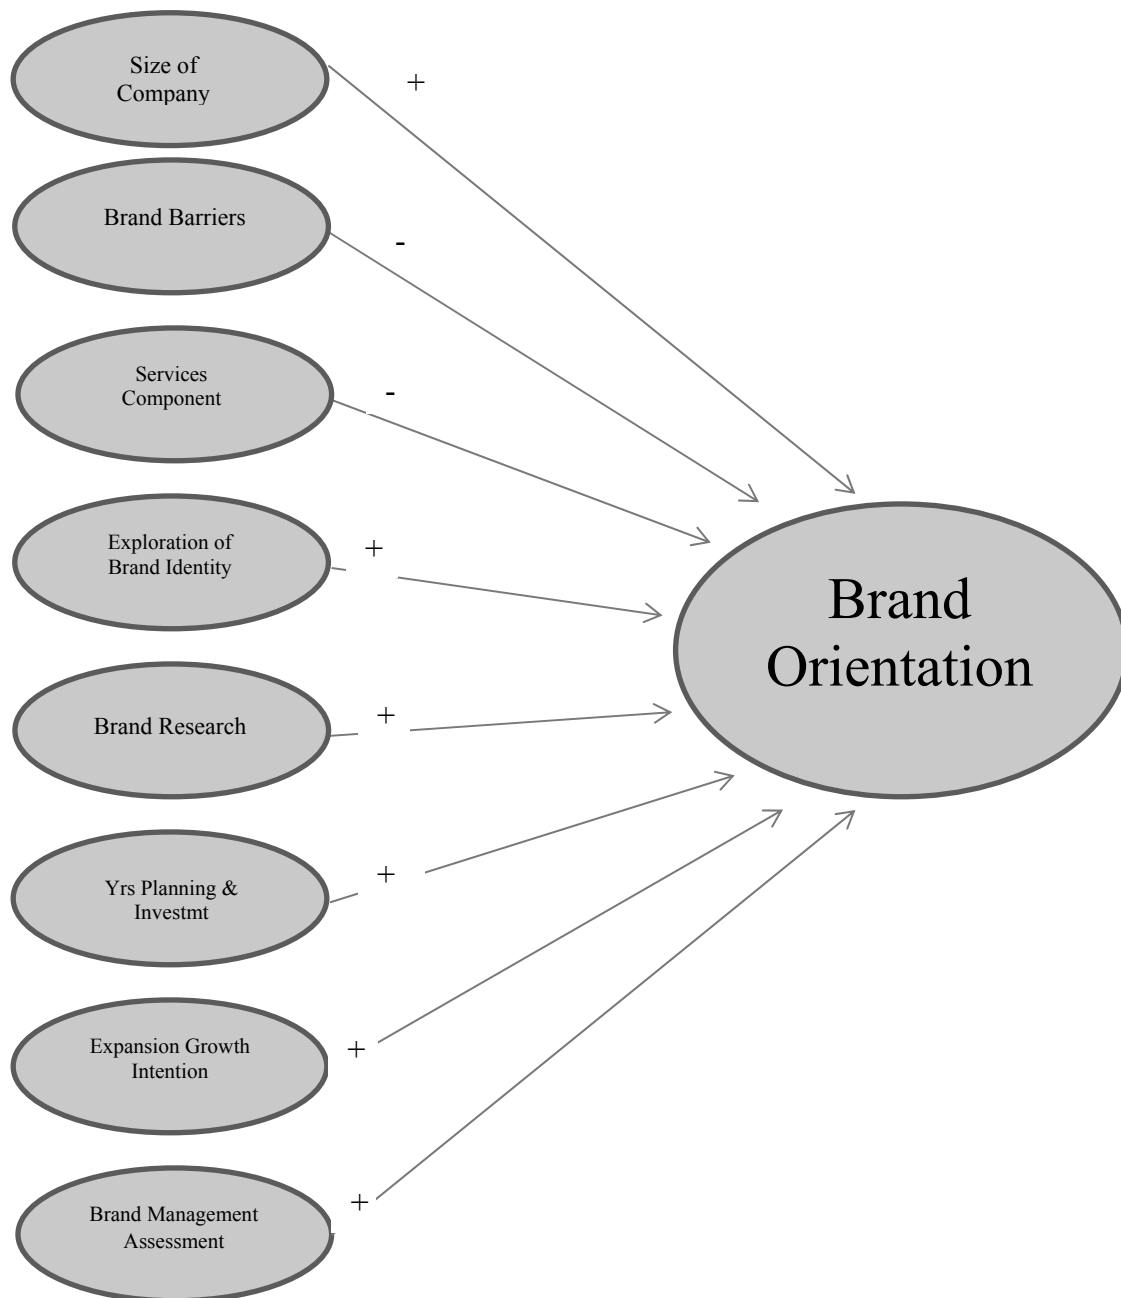 Size of
Company
+
Brand Barriers
-
Services
Component
-
Exploration of
Brand Identity
+
Brand
Orientation
Brand Research
+
Yrs Planning &
Investmt
+
Expansion Growth
Intention
+
Brand Management
Assessment
+